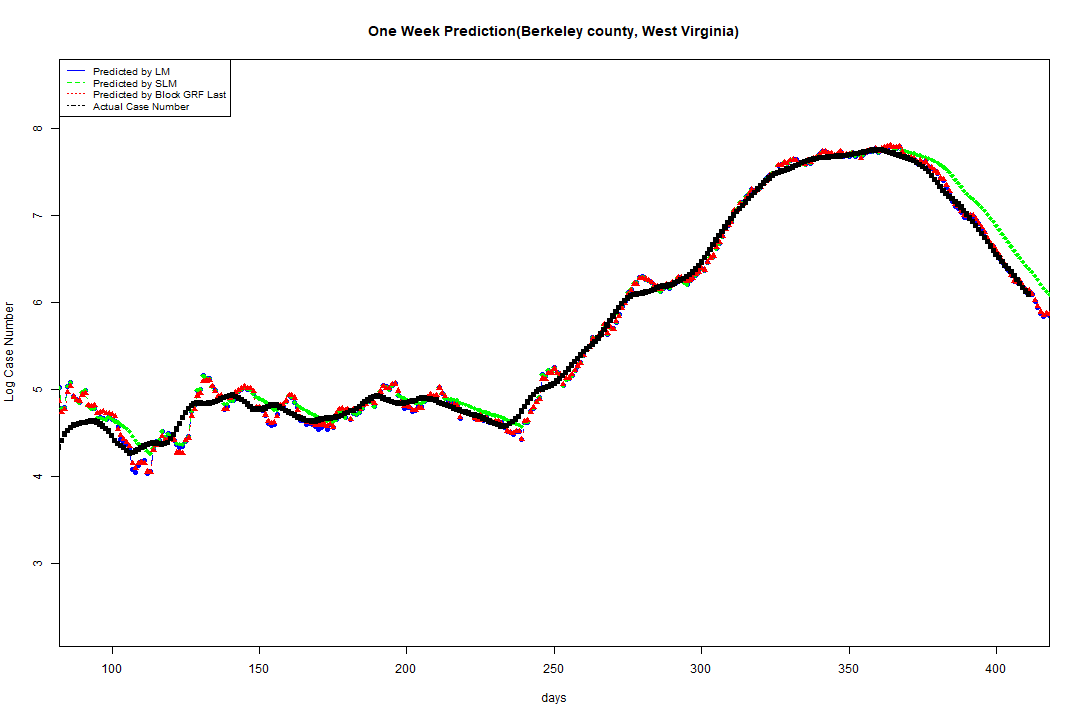 One Week Prediction(Berkeley county, West Virginia)
Predicted by LM
Predicted by SLM
Predicted by Block GRF Last
Actual Case Number
8
7
6
5
4
3
Log Case Number
100 150 200 250 300 350 400
days